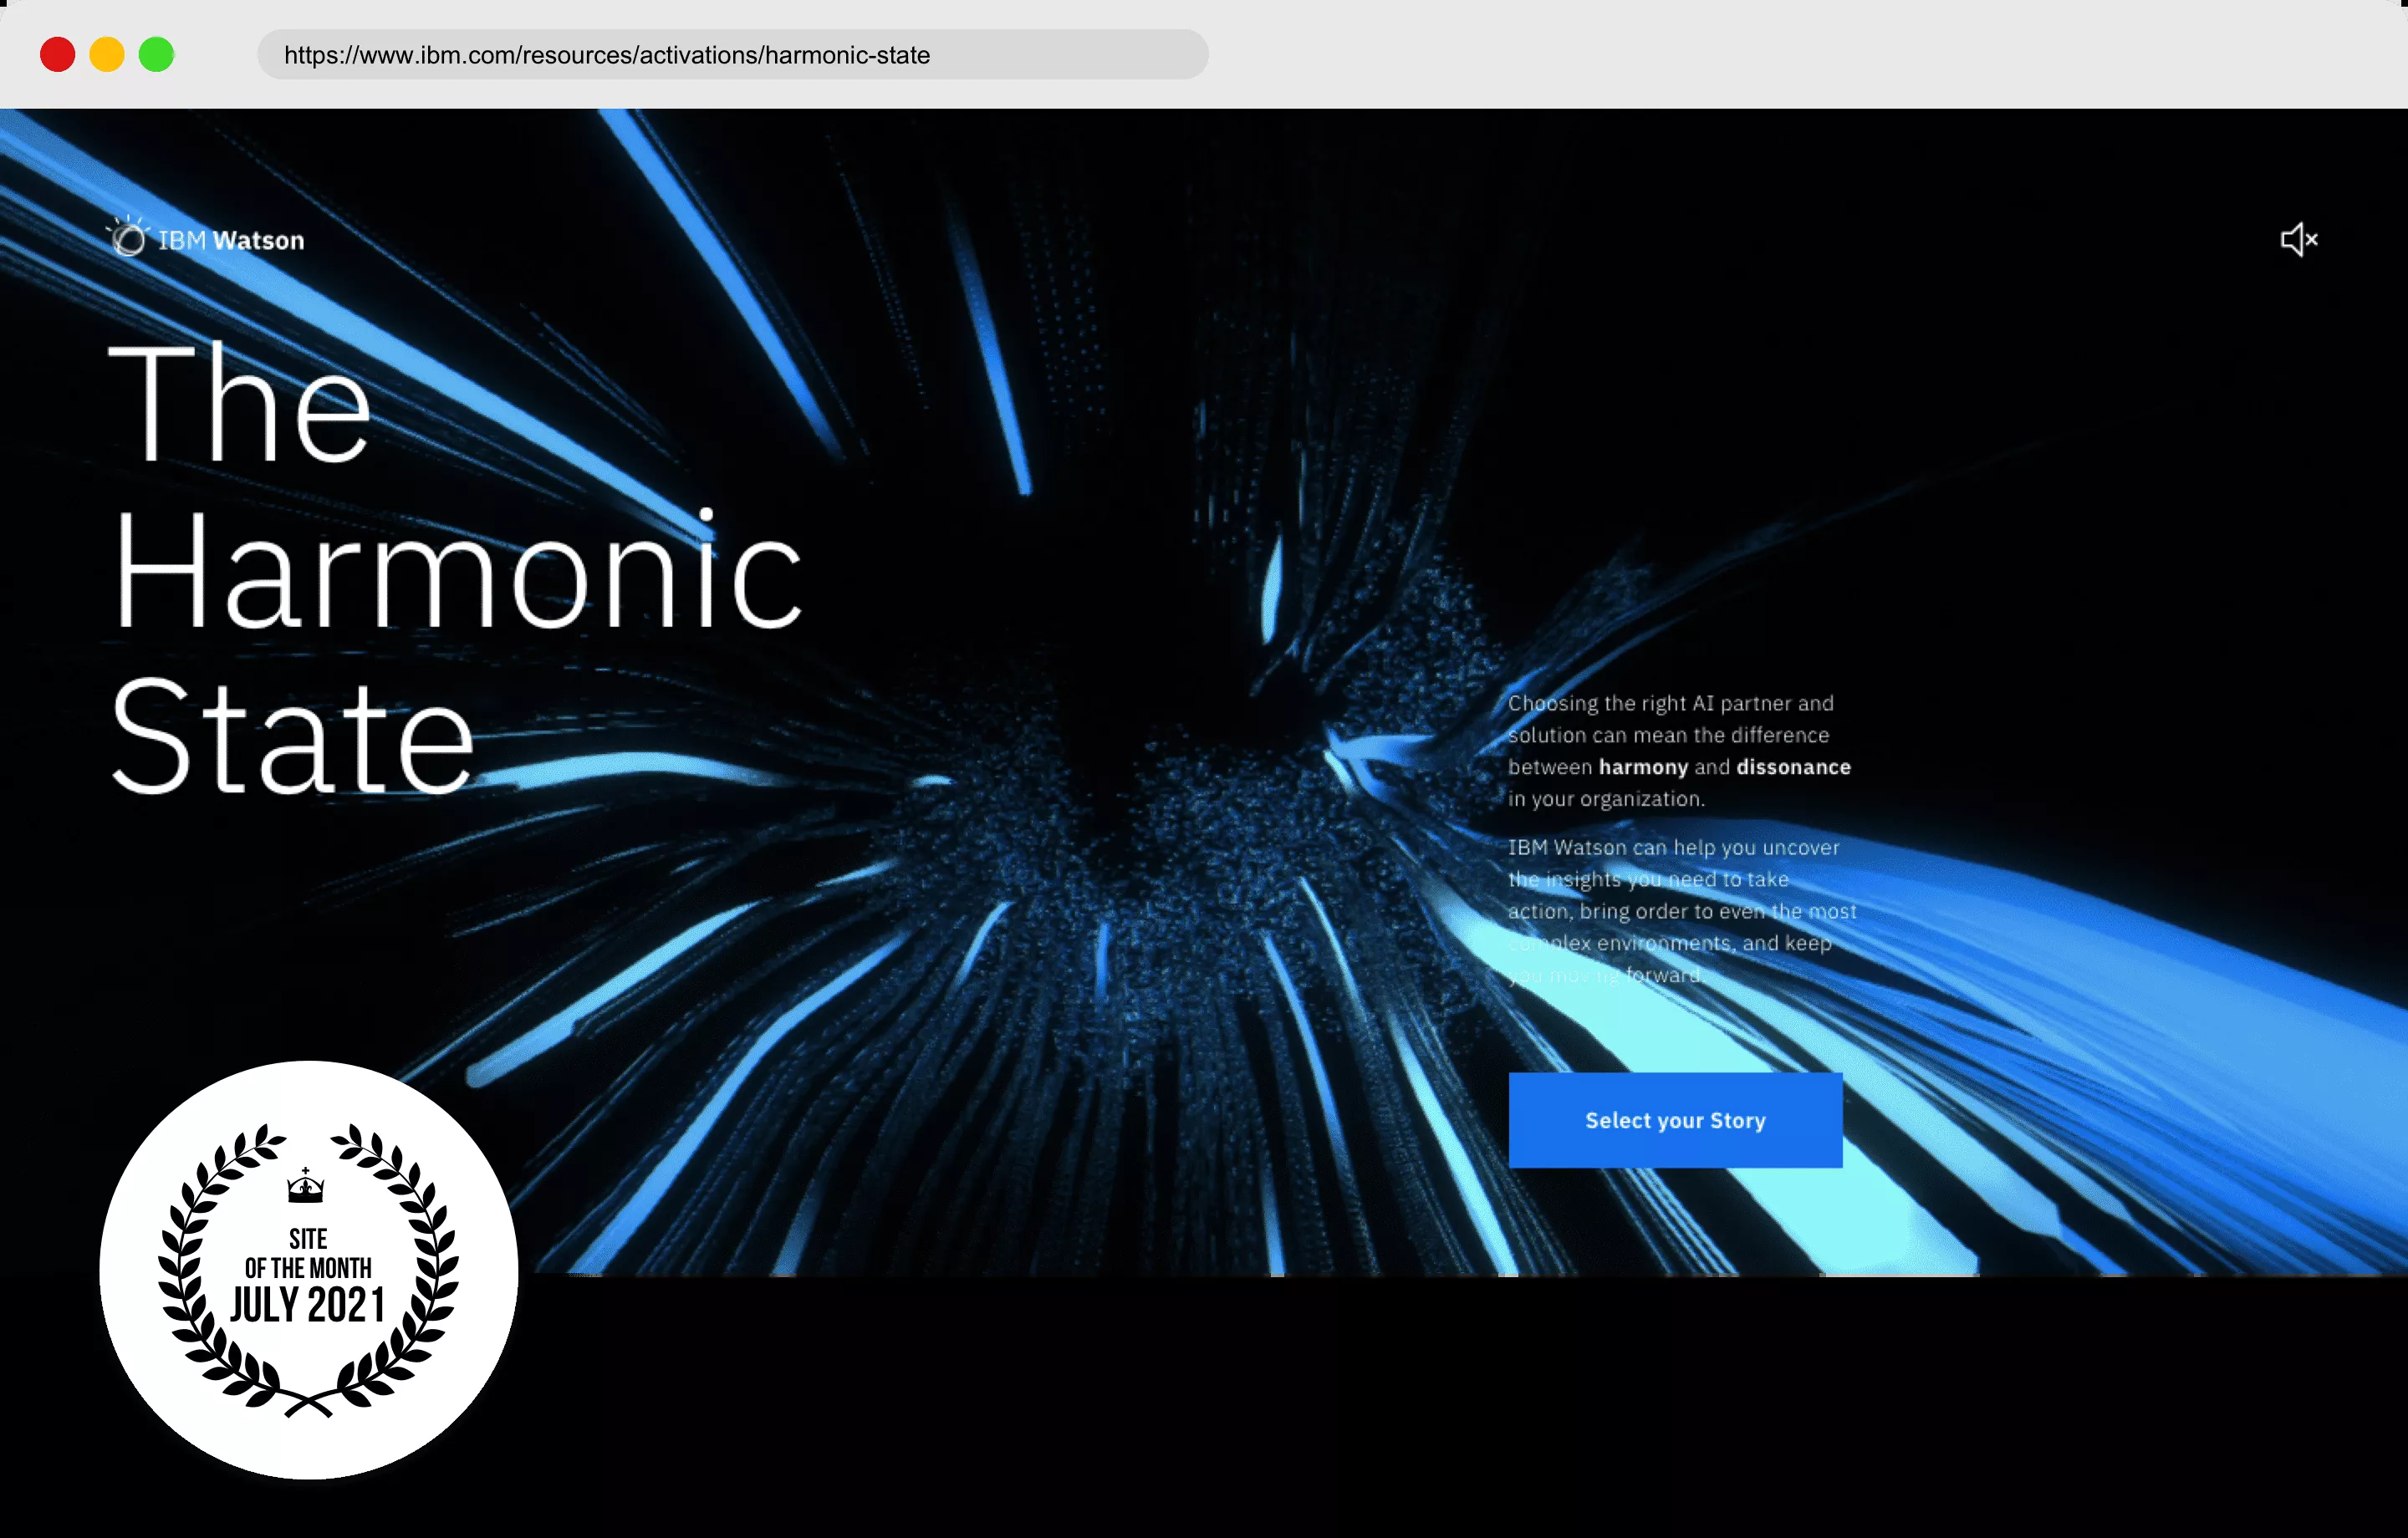 https://www.ibm.com/resources/activations/harmonic-state
IBM Watson
The
Harmonic
State
Choosing the right AI partner and
solution can mean the difference
between harmony and dissonance
in your organization.
IBM Watson can help you uncover
the insights you need to take
action, bring order to even the most
complex environments, and keep
you moving forward.
Select your Story
SITE
OF THE MONTH
JULY 2021